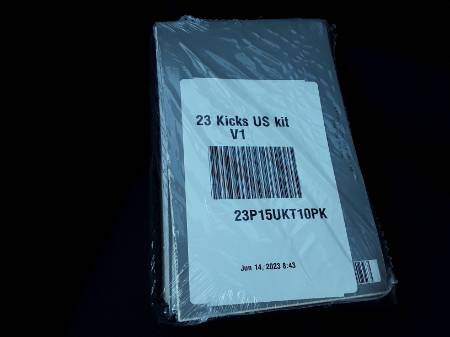 23 Kicks US kit
V1
23P15UKT10PK
Jun 14, 2023 8:43